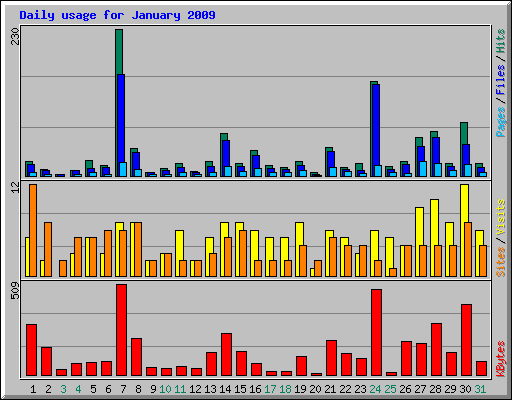 Daily usage for January 2009
230
Pages / Files / Hits
12
Sites / Visits
509
KBytes
1 2 3 4 5 6 7 8 9 10 11 12 13 14 15 16 17 18 19 20 21 22 23 24 25 26 27 28 29 30 31